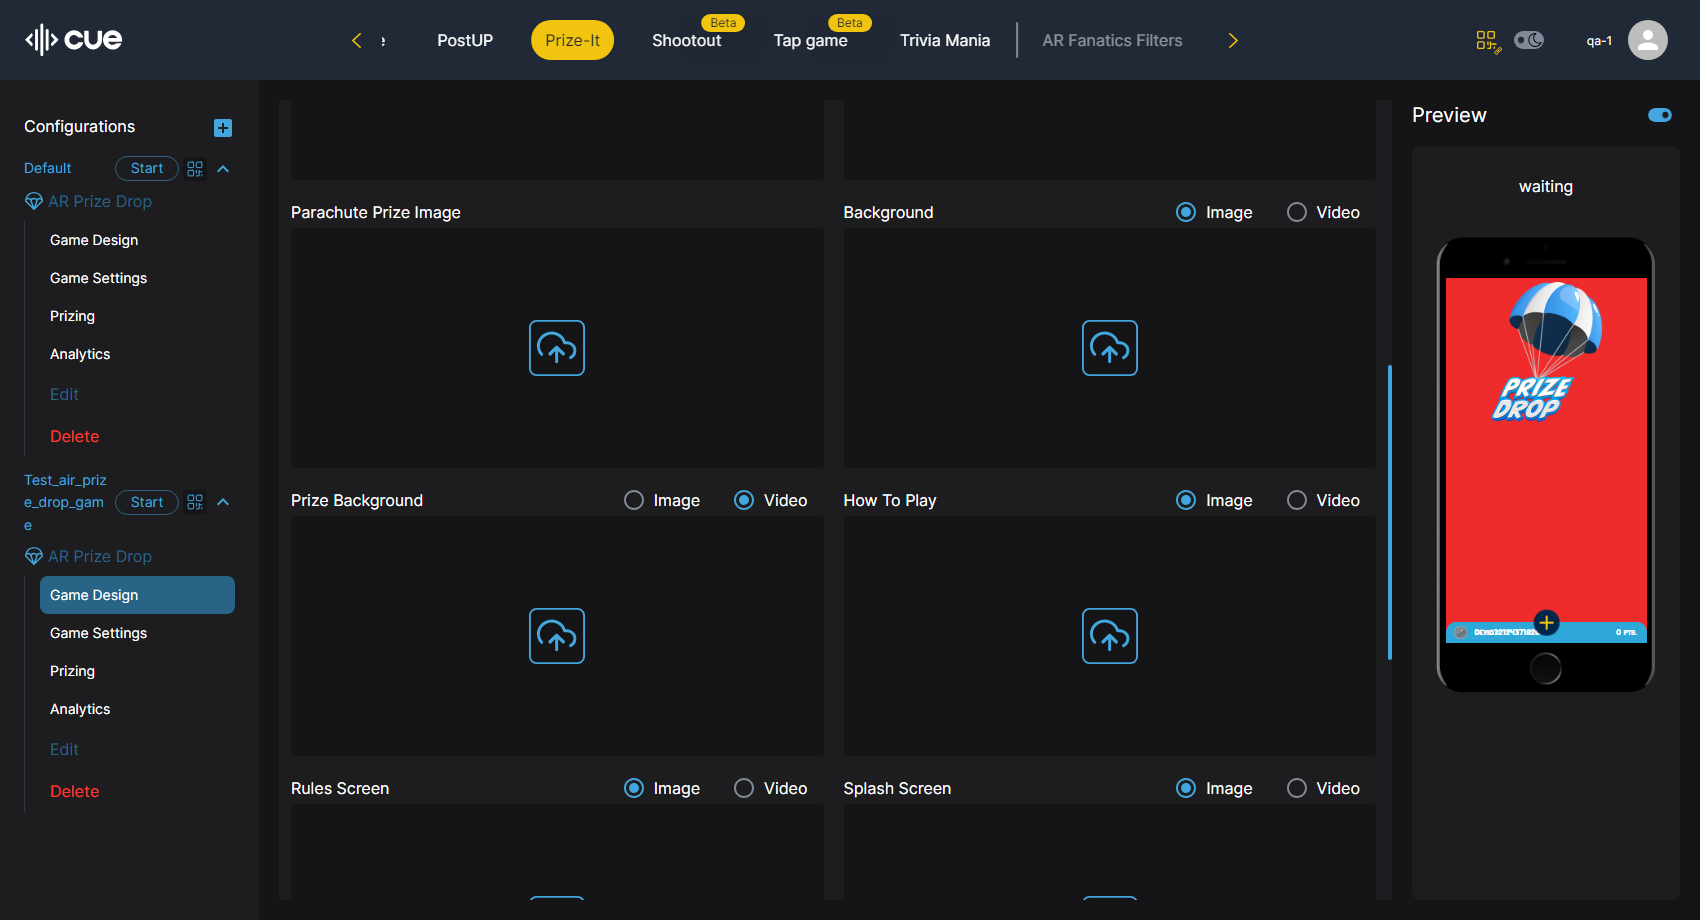 cue
PostUP
Prize-It
Shootout
Beta
Tap game
Beta
Trivia Mania
AR Fanatics Filters
qa-1
Configurations
Default
Start
AR Prize Drop
Game Design
Game Settings
Prizing
Analytics
Edit
Delete
Test_air_priz
e_drop_gam
e
Start
AR Prize Drop
Game Design
Game Settings
Prizing
Analytics
Edit
Delete
Parachute Prize Image
Background
Image
Video
Prize Background
Image
Video
How To Play
Image
Video
Rules Screen
Image
Video
Splash Screen
Image
Video
Preview
waiting
PRIZE
DROP
0 PTS.